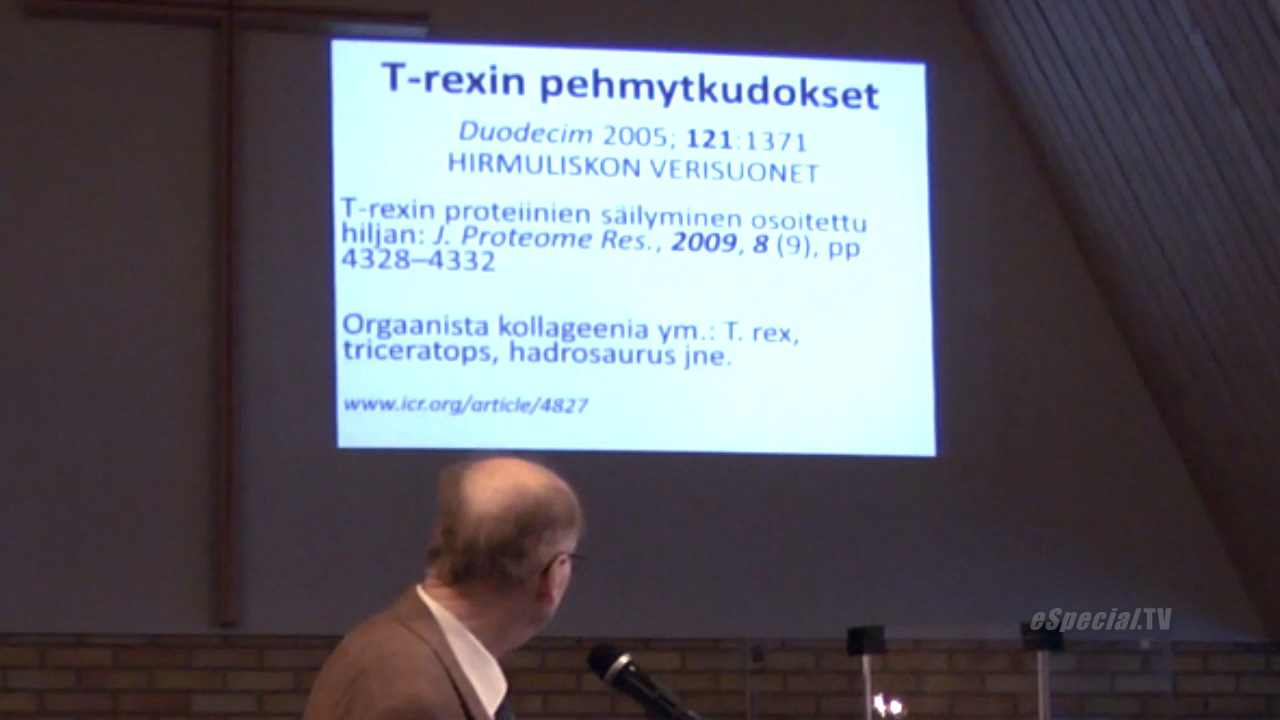 T-rexin pehmytkudokset
Duodecim 2005; 121:1371
HIRMULISKON VERISUONET
T-rexin proteiinien säilyminen osoitettu
hiljan: J. Proteome Res., 2009, 8 (9), pp
4328–4332
Orgaanista kollageenia ym.: T. rex,
triceratops, hadrosaurus jne.
www.icr.org/article/4827
eSpecial.TV